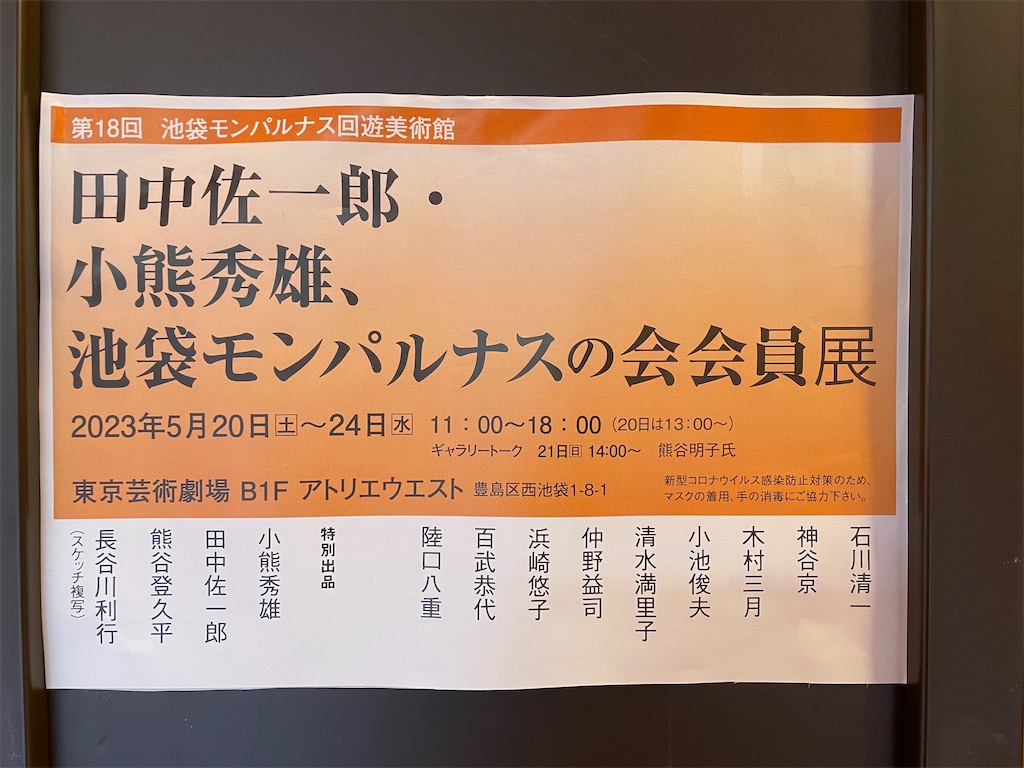 第18回 池袋モンパルナス回遊美術館
田中佐一郎・
小熊秀雄、
池袋モンパルナスの会会員展
2023年5月20日土～24日水 11：00～18：00（20日は13：00～）
ギャラリートーク 21日日 14:00～ 熊谷明子氏
東京芸術劇場 B1F アトリエウエスト 豊島区西池袋1-8-1
新型コロナウイルス感染防止対策のため、
マスクの着用、手の消毒にご協力下さい。
石川清一
神谷京
木村三月
小池俊夫
清水満里子
仲野益司
浜崎悠子
百武恭代
陸口八重
特別出品
小熊秀雄
田中佐一郎
熊谷登久平
長谷川利行
（スケッチ複写）